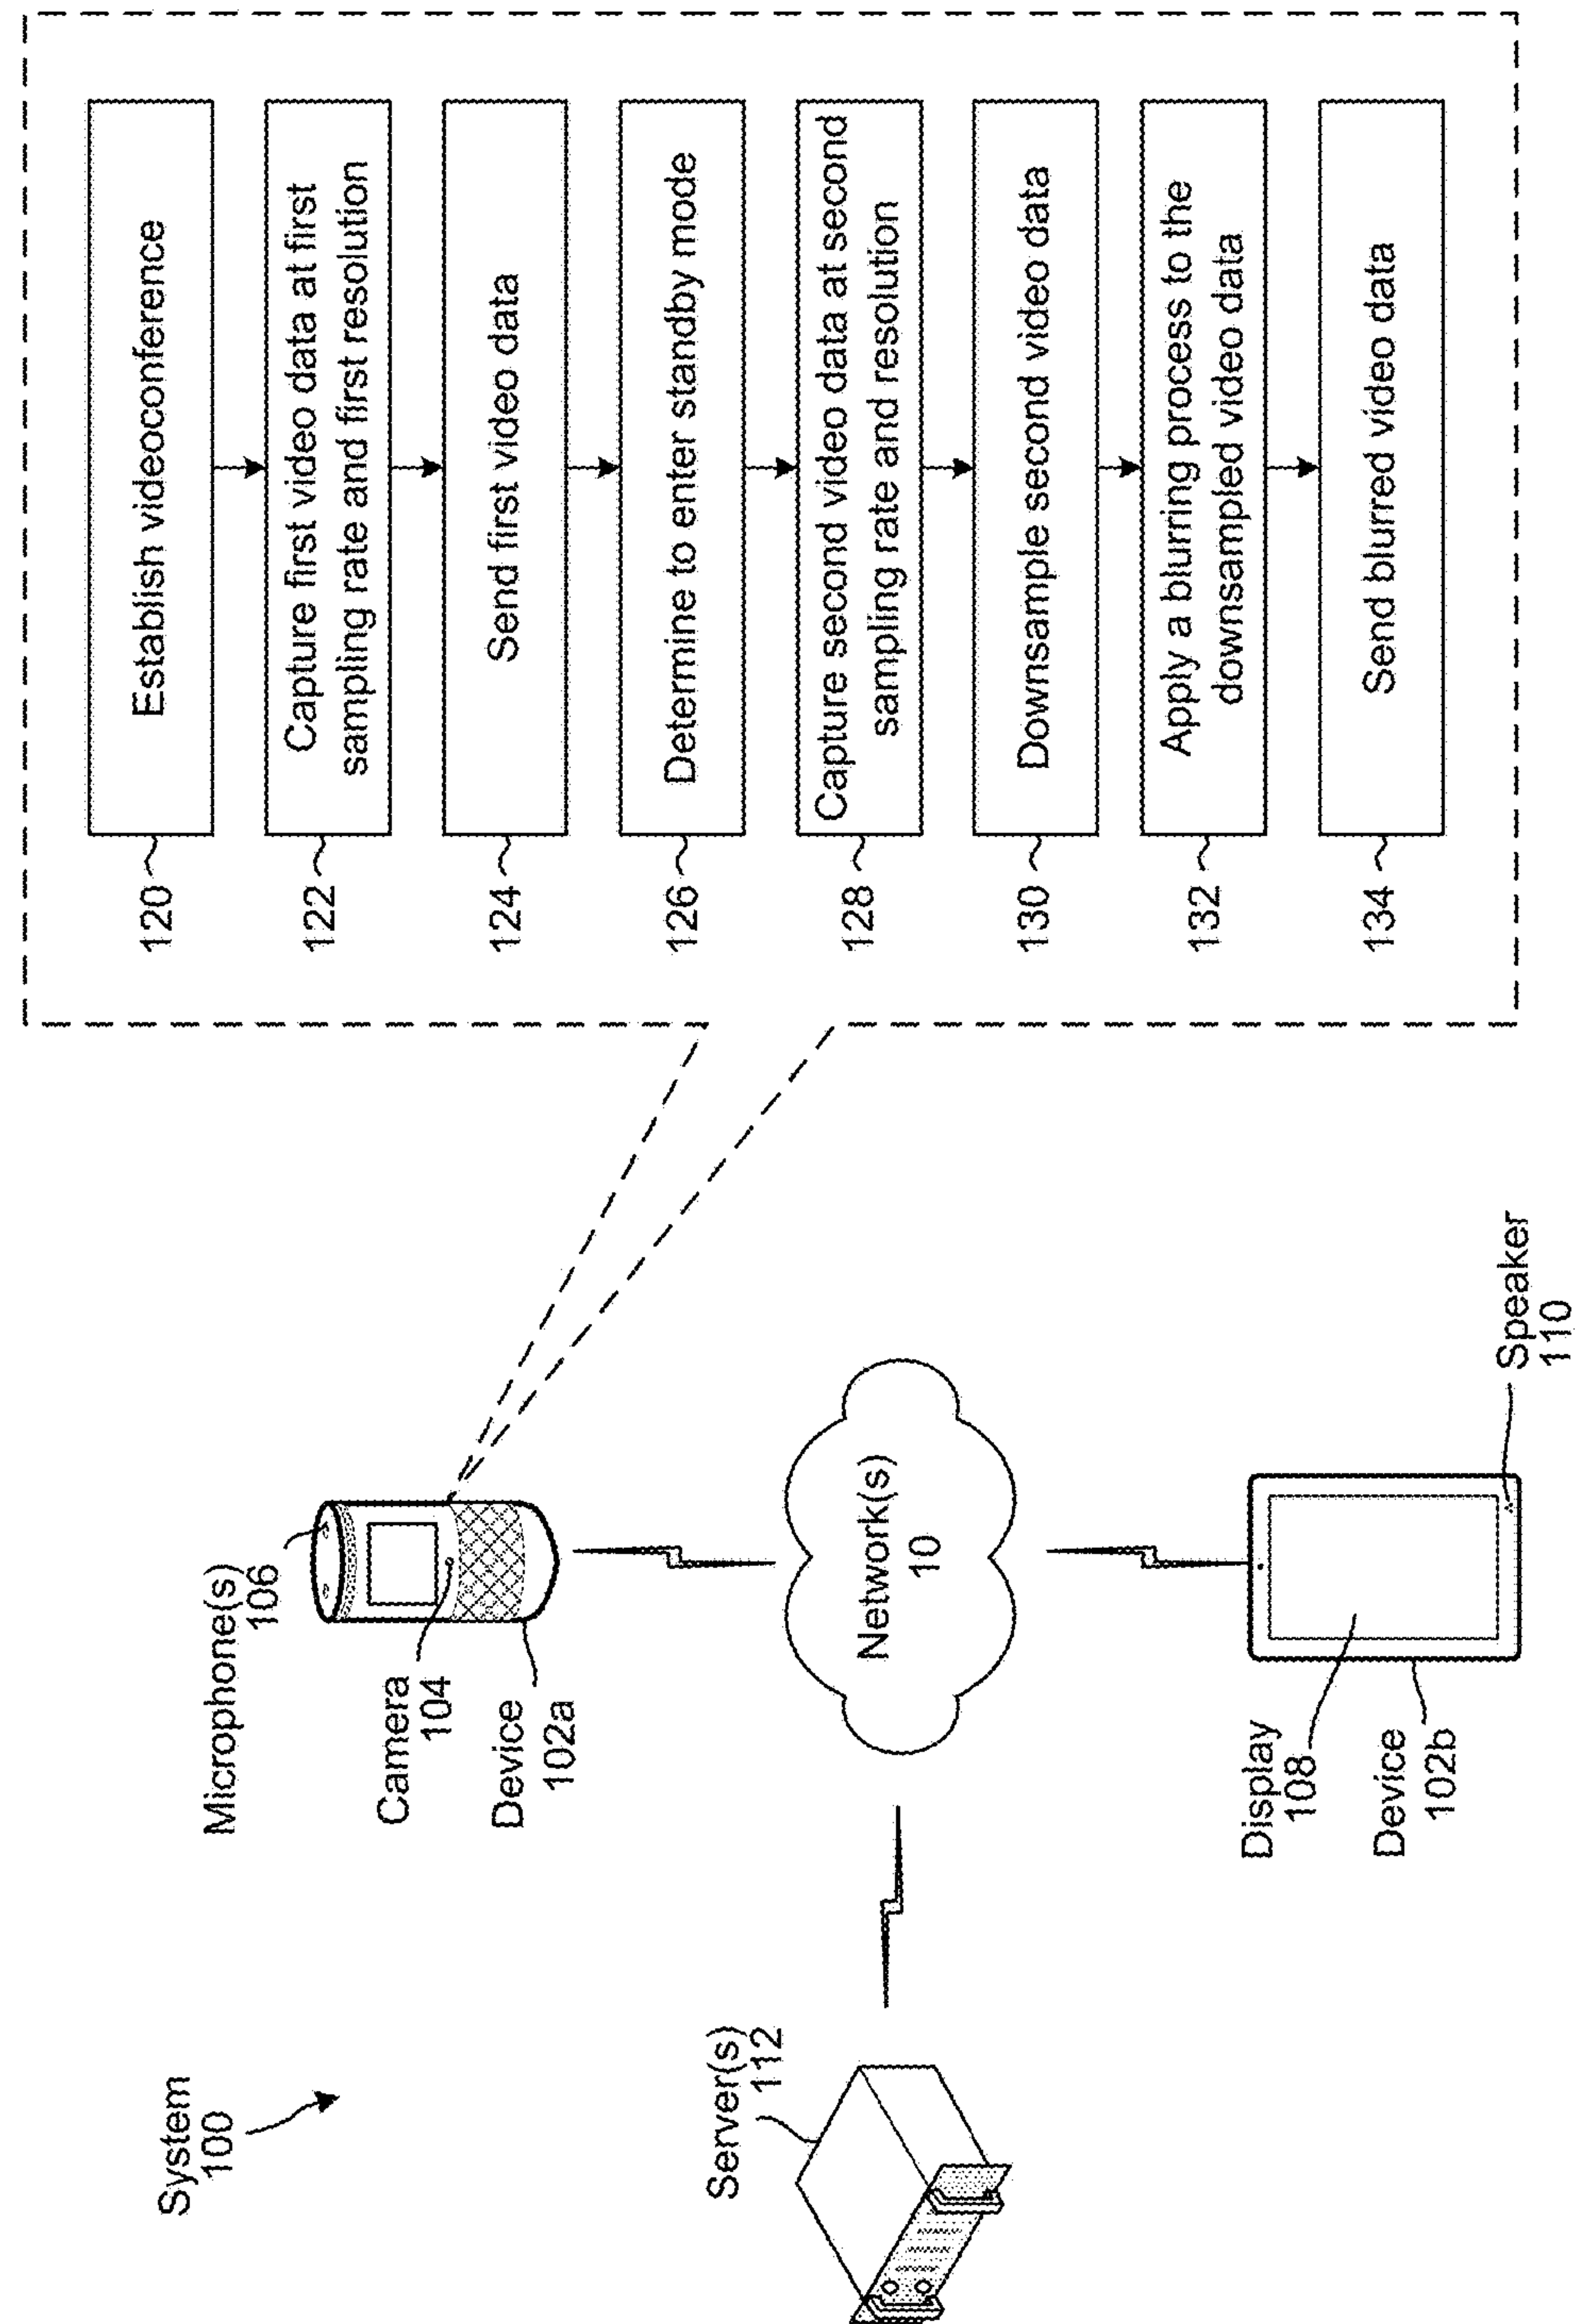 System
100
Microphone(s)
106
Camera
104
Device
102a
Server(s)
112
Network(s)
10
Display
108
Device
102b
Speaker
110
120
Establish videoconference
122
Capture first video data at first
sampling rate and first resolution
124
Send first video data
126
Determine to enter standby mode
128
Capture second video data at second
sampling rate and resolution
130
Downsample second video data
132
Apply a blurring process to the
downsampled video data
134
Send blurred video data